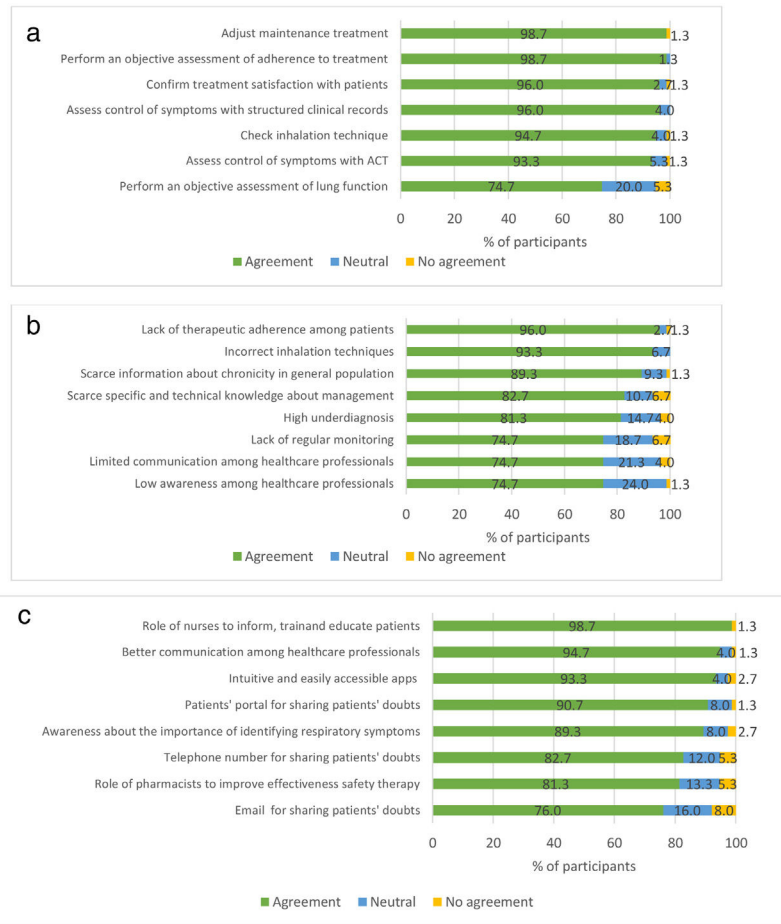 a
Adjust maintenance treatment 98.7 1.3
Perform an objective assessment of adherence to treatment 98.7 1.3
Confirm treatment satisfaction with patients 96.0 2.7 1.3
Assess control of symptoms with structured clinical records 96.0 4.0
Check inhalation technique 94.7 4.0 1.3
Assess control of symptoms with ACT 93.3 5.3 1.3
Perform an objective assessment of lung function 74.7 20.0 5.3
0 20 40 60 80 100
% of participants
Agreement Neutral No agreement
b
Lack of therapeutic adherence among patients 96.0 2.7 1.3
Incorrect inhalation techniques 93.3 6.7
Scarce information about chronicity in general population 89.3 9.3 1.3
Scarce specific and technical knowledge about management 82.7 10.7 6.7
High underdiagnosis 81.3 14.7 4.0
Lack of regular monitoring 74.7 18.7 6.7
Limited communication among healthcare professionals 74.7 21.3 4.0
Low awareness among healthcare professionals 74.7 24.0 1.3
0 20 40 60 80 100
% of participants
Agreement Neutral No agreement
c
Role of nurses to inform, trainand educate patients 98.7 1.3
Better communication among healthcare professionals 94.7 4.0 1.3
Intuitive and easily accessible apps 93.3 4.0 2.7
Patients' portal for sharing patients' doubts 90.7 8.0 1.3
Awareness about the importance of identifying respiratory symptoms 89.3 8.0 2.7
Telephone number for sharing patients' doubts 82.7 12.0 5.3
Role of pharmacists to improve effectiveness safety therapy 81.3 13.3 5.3
Email for sharing patients' doubts 76.0 16.0 8.0
0 20 40 60 80 100
% of participants
Agreement Neutral No agreement